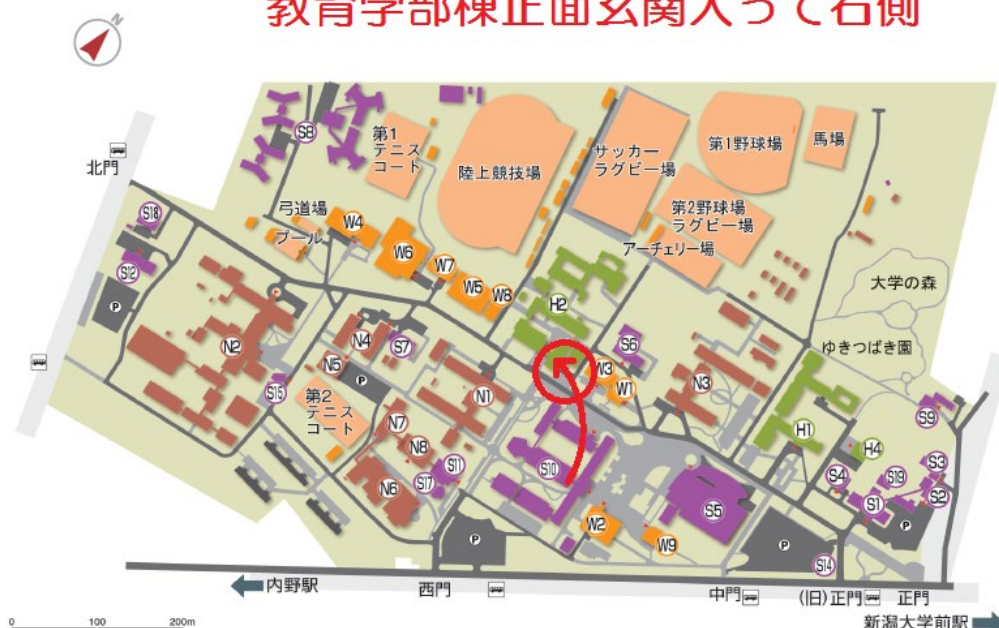 教育学部棟正面玄関入って右側
N
北門
S8
第1
テニス
コート
陸上競技場
サッカー
ラグビー場
第1野球場
馬場
第2野球場
ラグビー場
アーチェリー場
弓道場
プール
W4
W6
W7
W5
W8
H2
S18
S12
P
N2
N4
S7
N5
P
S15
第2
テニス
コート
N1
N7
N8
N6
S11
S17
S10
W3
W1
S6
N3
大学の森
ゆきつばき園
H1
H4
S9
S4
S19
S3
S1
S2
P
S5
W2
W9
P
P
S14
内野駅
西門
中門
(旧)正門
正門
新潟大学前駅
0 100 200m